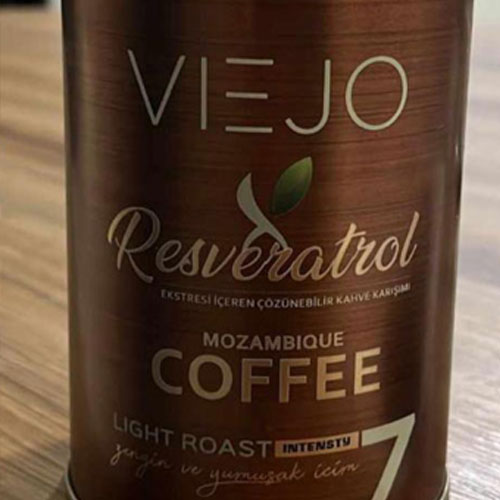 VIEJO
Resveratrol
EKSTRESİ İÇEREN ÇÖZÜNEBİLİR KAHVE KARIŞIMI
MOZAMBIQUE
COFFEE
LIGHT ROAST INTENSTY 7
zengin ve yumuşak içim